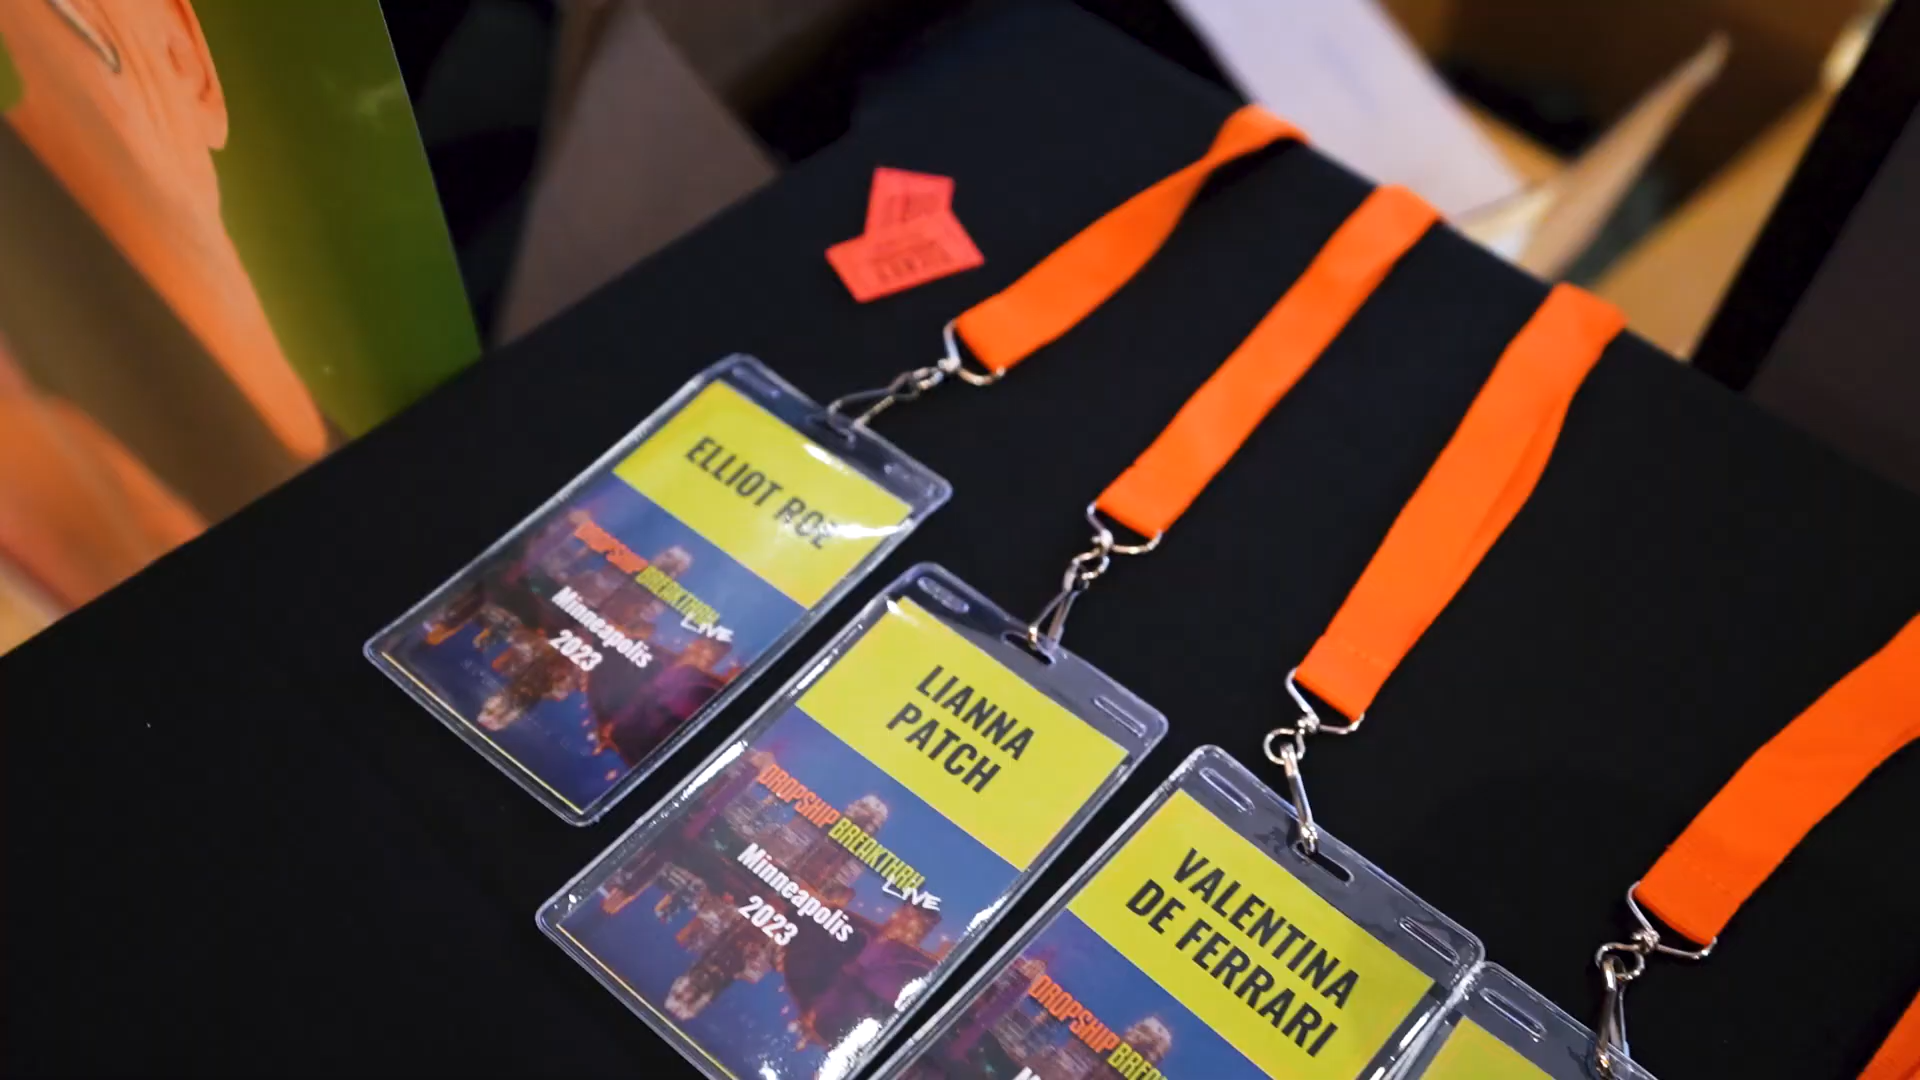 ELLIOT ROE
DROPSHIP BREAKTHRU
LIVE
Minneapolis
2023
LIANNA
PATCH
DROPSHIP BREAKTHRU
LIVE
Minneapolis
2023
VALENTINA
DE FERRARI
DROPSHIP